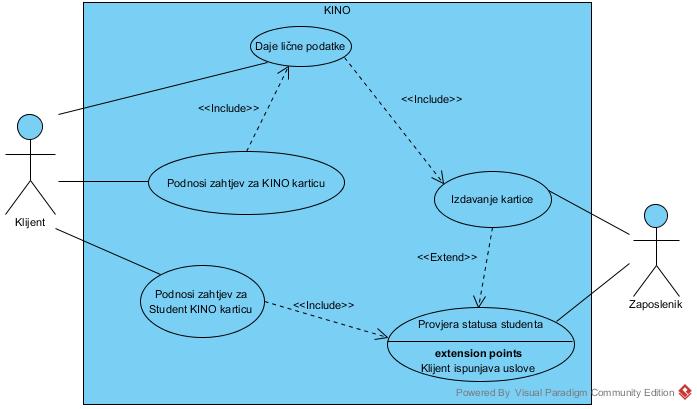 KINO
Daje lične podatke
<<Include>>
<<Include>>
Podnosi zahtjev za KINO karticu
Izdavanje kartice
Klijent
<<Extend>>
Podnosi zahtjev za
Student KINO karticu
<<Include>>
Zaposlenik
Provjera statusa studenta
extension points
Klijent ispunjava uslove
Powered By Visual Paradigm Community Edition